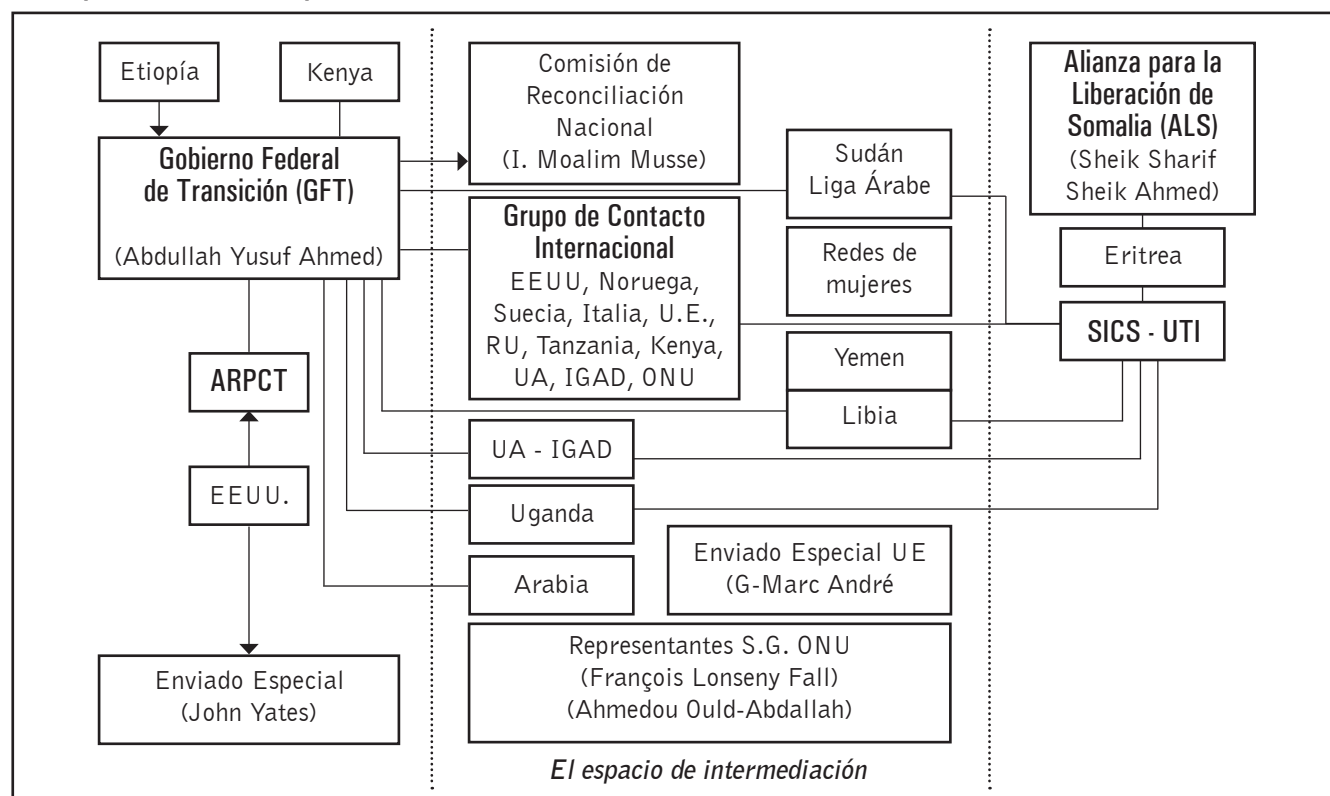 Etiopía
Kenya
Gobierno Federal
de Transición (GFT)
(Abdullah Yusuf Ahmed)
ARPCT
EEUU.
Enviado Especial
(John Yates)
Comisión de
Reconciliación
Nacional
(I. Moalim Musse)
Grupo de Contacto
Internacional
EEUU, Noruega,
Suecia, Italia, U.E.,
RU, Tanzania, Kenya,
UA, IGAD, ONU
UA - IGAD
Uganda
Arabia
Sudán
Liga Árabe
Redes de
mujeres
Yemen
Libia
Enviado Especial UE
(G-Marc André
Representantes S.G. ONU
(François Lonseny Fall)
(Ahmedou Ould-Abdallah)
El espacio de intermediación
Alianza para la
Liberación de
Somalia (ALS)
(Sheik Sharif
Sheik Ahmed)
Eritrea
SICS - UTI